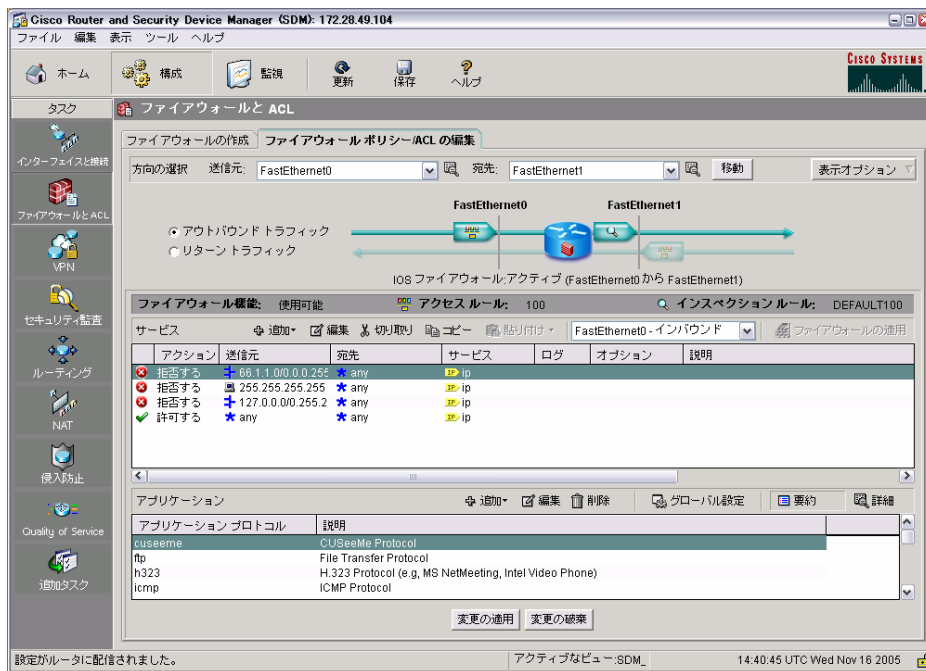 Cisco Router and Security Device Manager (SDM): 172.28.49.104
ファイル 編集 表示 ツール ヘルプ
ホーム 構成 監視 更新 保存 ヘルプ
CISCO SYSTEMS
タスク
ファイアウォールと ACL
インターフェイスと接続
ファイアウォールと ACL
VPN
セキュリティ監査
ルーティング
NAT
侵入防止
Quality of Service
追加タスク
ファイアウォールの作成 ファイアウォール ポリシー/ACL の編集
方向の選択 送信元: FastEthernet0 宛先: FastEthernet1 移動 表示オプション
FastEthernet0 FastEthernet1
アウトバウンド トラフィック
リターン トラフィック
IOS ファイアウォール:アクティブ (FastEthernet0 から FastEthernet1)
ファイアウォール機能: 使用可能 アクセス ルール: 100 インスペクション ルール: DEFAULT100
サービス 追加 編集 切り取り コピー 貼り付け FastEthernet0 - インバウンド ファイアウォールの適用
アクション 送信元 宛先 サービス ログ オプション 説明
拒否する 66.1.1.0/0.0.0.255 any ip
拒否する 255.255.255.255 any ip
拒否する 127.0.0.0/0.255.2 any ip
許可する any any ip
アプリケーション 追加 編集 削除 グローバル設定 要約 詳細
アプリケーション プロトコル 説明
cuseeme CUSeeMe Protocol
ftp File Transfer Protocol
h323 H.323 Protocol (e.g, MS NetMeeting, Intel Video Phone)
icmp ICMP Protocol
変更の適用 変更の破棄
設定がルータに配信されました。 アクティブなビュー:SDM_ 14:40:45 UTC Wed Nov 16 2005